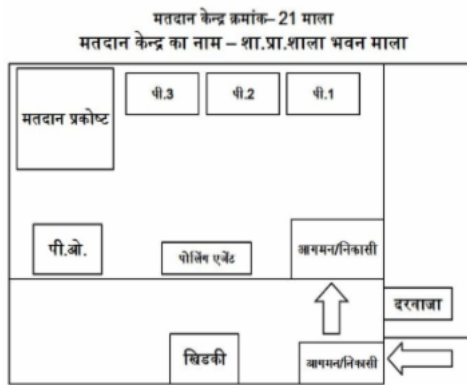 मतदान केन्द्र क्रमांक–21 माला
मतदान केन्द्र का नाम – शा.प्रा.शाला भवन माला
मतदान प्रकोष्ट
पी.3
पी.2
पी.1
पी.ओ.
पोलिंग एजेंट
आगमन/निकासी
दरवाजा
खिडकी
आगमन/निकासी